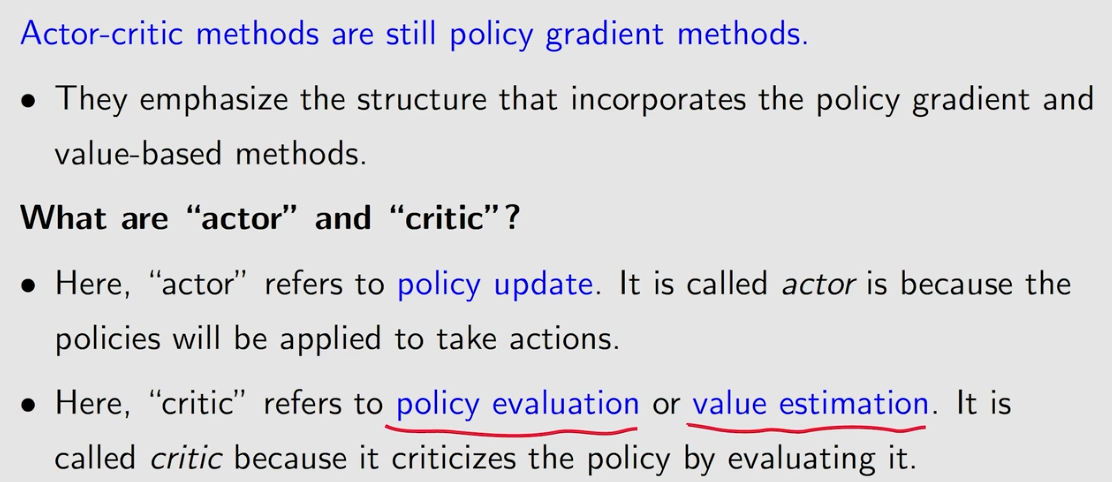 Actor-critic methods are still policy gradient methods.
• They emphasize the structure that incorporates the policy gradient and
value-based methods.
What are “actor” and “critic”?
• Here, “actor” refers to policy update. It is called actor is because the
policies will be applied to take actions.
• Here, “critic” refers to policy evaluation or value estimation. It is
called critic because it criticizes the policy by evaluating it.